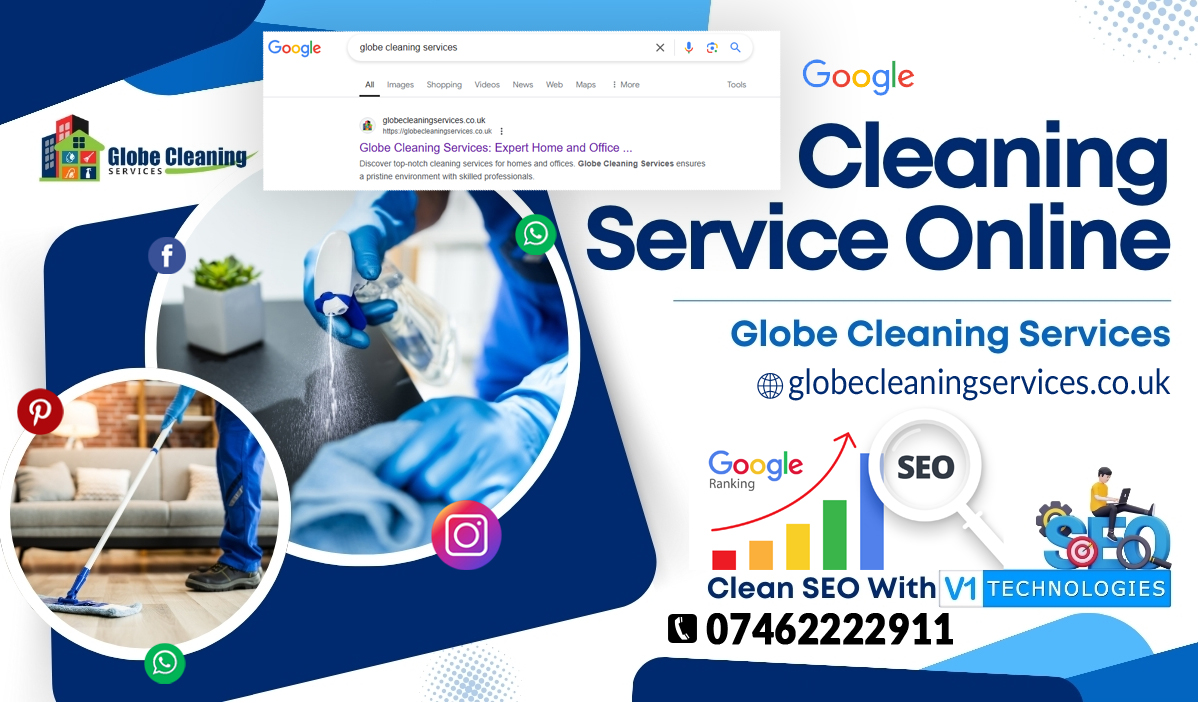 Google
globe cleaning services
All Images Shopping Videos News Web Maps More Tools
globecleaningservices.co.uk
https://globecleaningservices.co.uk
Globe Cleaning Services: Expert Home and Office ...
Discover top-notch cleaning services for homes and offices. Globe Cleaning Services ensures
a pristine environment with skilled professionals.
Globe Cleaning
SERVICES
Google
Cleaning
Service Online
Globe Cleaning Services
globecleaningservices.co.uk
Google
Ranking
SEO
SEO
Clean SEO With V1 TECHNOLOGIES
07462222911